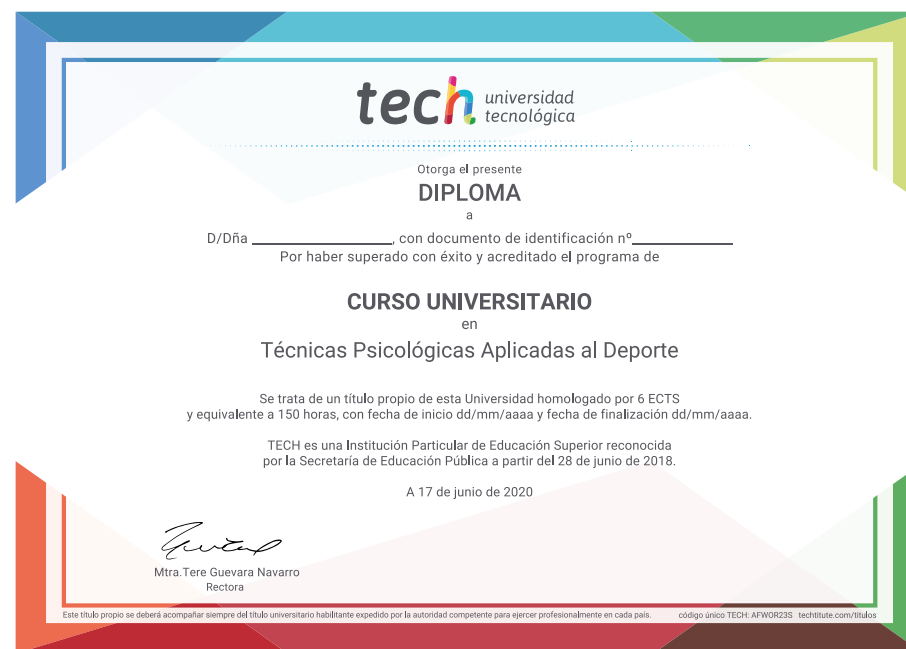 tech universidad
tecnológica
Otorga el presente
DIPLOMA
a
D/Dña ___________________, con documento de identificación nº______________
Por haber superado con éxito y acreditado el programa de
CURSO UNIVERSITARIO
en
Técnicas Psicológicas Aplicadas al Deporte
Se trata de un título propio de esta Universidad homologado por 6 ECTS
y equivalente a 150 horas, con fecha de inicio dd/mm/aaaa y fecha de finalización dd/mm/aaaa.
TECH es una Institución Particular de Educación Superior reconocida
por la Secretaría de Educación Pública a partir del 28 de junio de 2018.
A 17 de junio de 2020
Mtra.Tere Guevara Navarro
Rectora
Este título propio se deberá acompañar siempre del título universitario habilitante expedido por la autoridad competente para ejercer profesionalmente en cada país. código único TECH: AFWOR23S techtitute.com/titulos